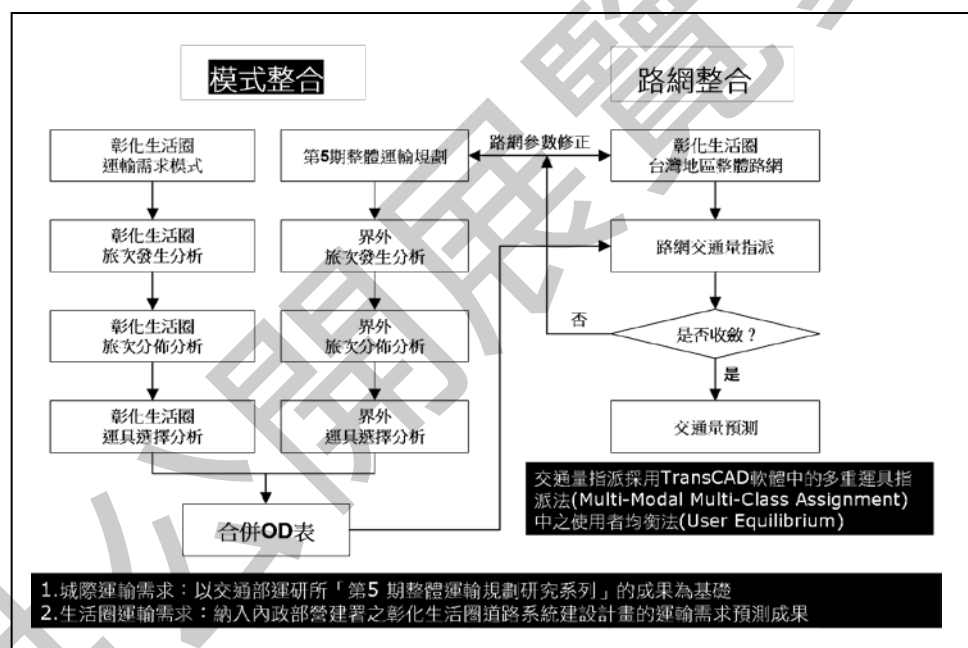 模式整合
路網整合
彰化生活圈
運輸需求模式
第5期整體運輸規劃
路網參數修正
彰化生活圈
台灣地區整體路網
彰化生活圈
旅次發生分析
界外
旅次發生分析
路網交通量指派
彰化生活圈
旅次分佈分析
界外
旅次分佈分析
否
是否收斂？
是
彰化生活圈
運具選擇分析
界外
運具選擇分析
交通量預測
合併OD表
交通量指派採用TransCAD軟體中的多重運具指
派法(Multi-Modal Multi-Class Assignment)
中之使用者均衡法(User Equilibrium)
1.城際運輸需求：以交通部運研所「第5 期整體運輸規劃研究系列」的成果為基礎
2.生活圈運輸需求：納入內政部營建署之彰化生活圈道路系統建設計畫的運輸需求預測成果
公開展覽